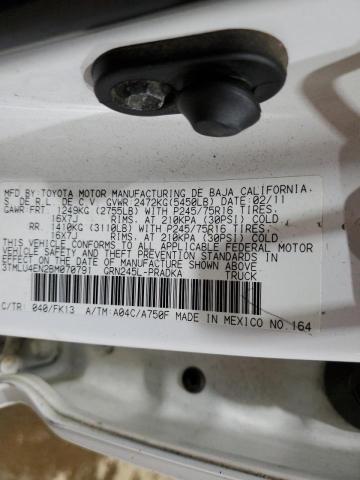 MFD.BY:TOYOTA MOTOR MANUFACTURING DE BAJA CALIFORNIA,
S. DE R.L. DE C.V. GVWR 2472KG(5450LB) DATE:02/11
GAWR FRT: 1249KG (2755LB) WITH P245/75R16 TIRES,
16X7J RIMS, AT 210KPA (30PSI) COLD
RR: 1410KG (3110LB) WITH P245/75R16 TIRES,
16X7J RIMS, AT 210KPA (30PSI) COLD
THIS VEHICLE CONFORMS TO ALL APPLICABLE FEDERAL MOTOR
VEHICLE SAFETY STANDARDS IN EFFECT ON THE
DATE OF MANUFACTURE SHOWN ABOVE.
3TMLU4EN2BM070791 GRN245L-PRADKA TRUCK
C/TR: 040/FK13 A/TM:A04C/A750F MADE IN MEXICO NO.164